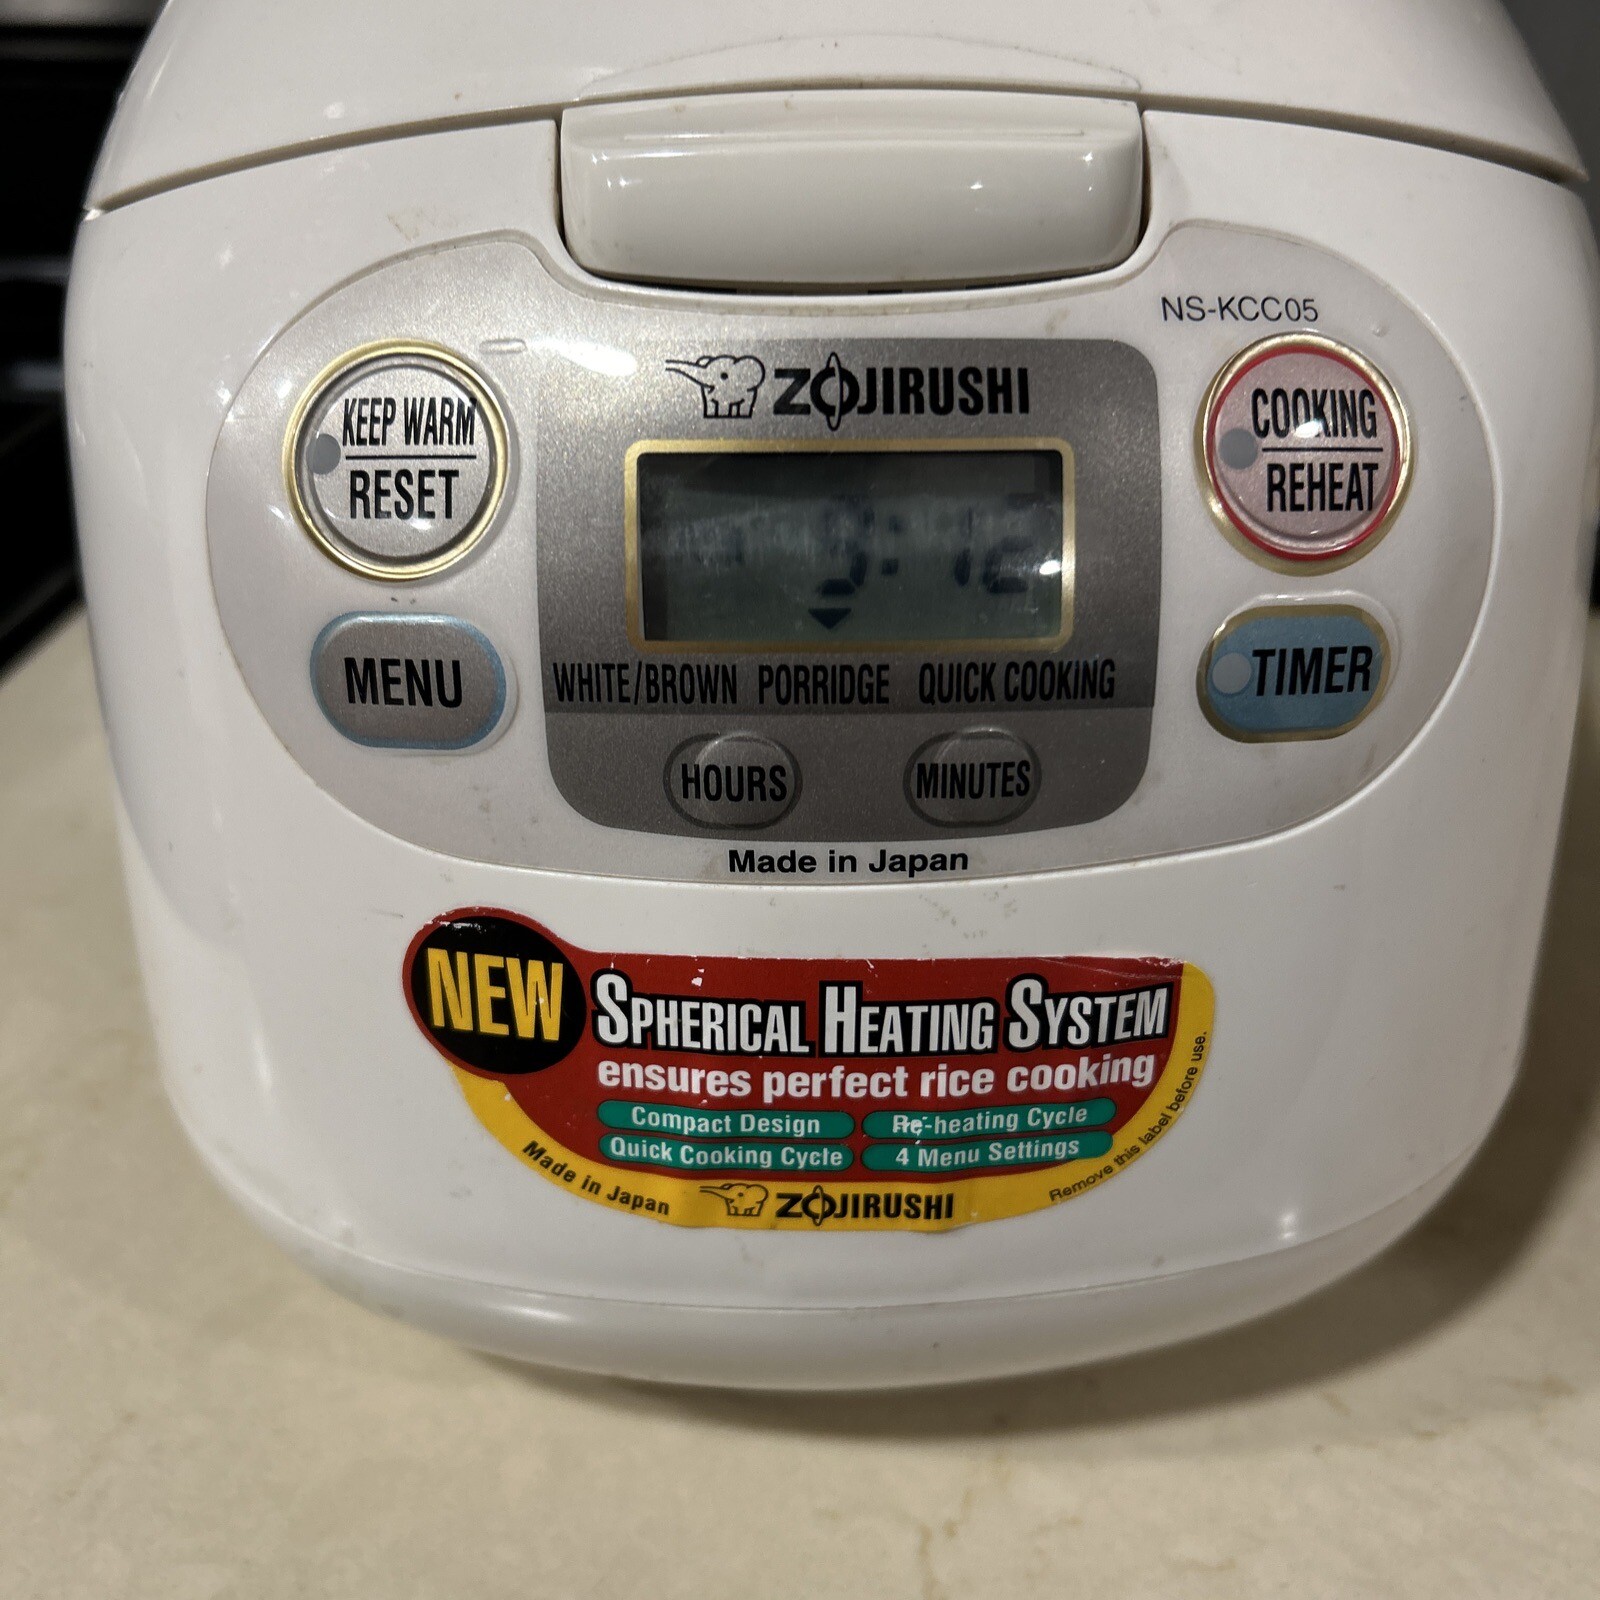 NS-KCC05
KEEP WARM
RESET
ZOJIRUSHI
COOKING
REHEAT
9:12
MENU
WHITE/BROWN PORRIDGE QUICK COOKING
TIMER
HOURS
MINUTES
Made in Japan
NEW
SPHERICAL HEATING SYSTEM
ensures perfect rice cooking
Compact Design
Re-heating Cycle
Quick Cooking Cycle
4 Menu Settings
Made in Japan
ZOJIRUSHI
Remove this label before use.